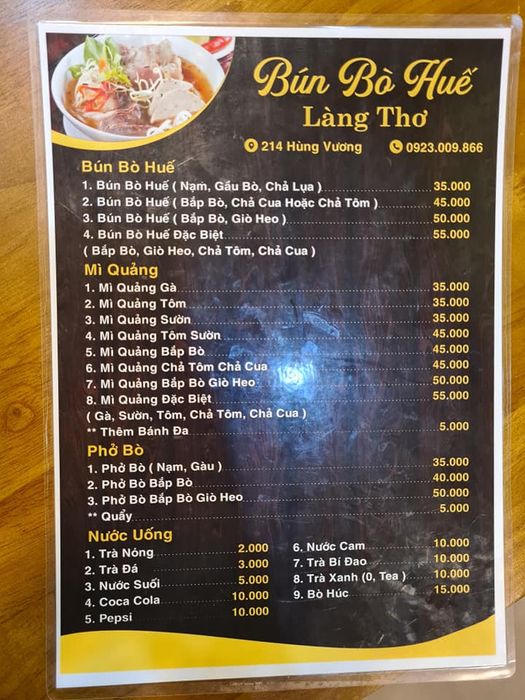 Bún Bò Huế
Làng Thơ
214 Hùng Vương 0923.009.866
Bún Bò Huế
1. Bún Bò Huế ( Nạm, Gầu Bò, Chả Lụa ) 35.000
2. Bún Bò Huế ( Bắp Bò, Chả Cua Hoặc Chả Tôm ) 45.000
3. Bún Bò Huế ( Bắp Bò, Giò Heo ) 50.000
4. Bún Bò Huế Đặc Biệt 55.000
( Bắp Bò, Giò Heo, Chả Tôm, Chả Cua )
Mì Quảng
1. Mì Quảng Gà 35.000
2. Mì Quảng Tôm 35.000
3. Mì Quảng Sườn 35.000
4. Mì Quảng Tôm Sườn 45.000
5. Mì Quảng Bắp Bò 45.000
6. Mì Quảng Chả Tôm Chả Cua 45.000
7. Mì Quảng Bắp Bò Giò Heo 50.000
8. Mì Quảng Đặc Biệt 55.000
( Gà, Sườn, Tôm, Chả Tôm, Chả Cua )
** Thêm Bánh Đa 5.000
Phở Bò
1. Phở Bò ( Nạm, Gàu ) 35.000
2. Phở Bò Bắp Bò 40.000
3. Phở Bò Bắp Bò Giò Heo 50.000
** Quẩy 5.000
Nước Uống
1. Trà Nóng 2.000
2. Trà Đá 3.000
3. Nước Suối 5.000
4. Coca Cola 10.000
5. Pepsi 10.000
6. Nước Cam 10.000
7. Trà Bí Đao 10.000
8. Trà Xanh (0, Tea ) 10.000
9. Bò Húc 15.000